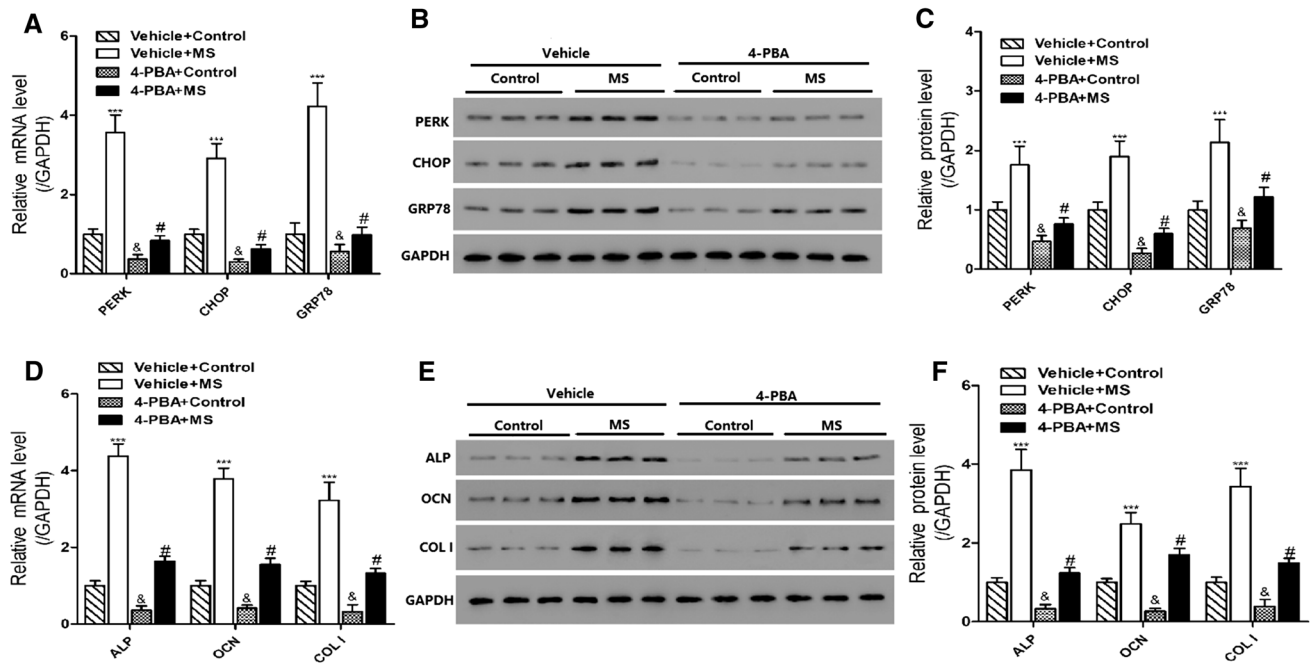 A
Relative mRNA level
(/GAPDH)
6
4
2
0
Vehicle+Control
Vehicle+MS
4-PBA+Control
4-PBA+MS
***
***
***
&
#
&
#
&
#
PERK
CHOP
GRP78
B
Vehicle
4-PBA
Control
MS
Control
MS
PERK
CHOP
GRP78
GAPDH
C
Relative protein level
(/GAPDH)
4
3
2
1
0
Vehicle+Control
Vehicle+MS
4-PBA+Control
4-PBA+MS
***
***
***
&
#
&
#
&
#
PERK
CHOP
GRP78
D
Relative mRNA level
(/GAPDH)
6
4
2
0
Vehicle+Control
Vehicle+MS
4-PBA+Control
4-PBA+MS
***
***
***
&
#
&
#
&
#
ALP
OCN
COL I
E
Vehicle
4-PBA
Control
MS
Control
MS
ALP
OCN
COL I
GAPDH
F
Relative protein level
(/GAPDH)
6
4
2
0
Vehicle+Control
Vehicle+MS
4-PBA+Control
4-PBA+MS
***
***
***
&
#
&
#
&
#
ALP
OCN
COL I